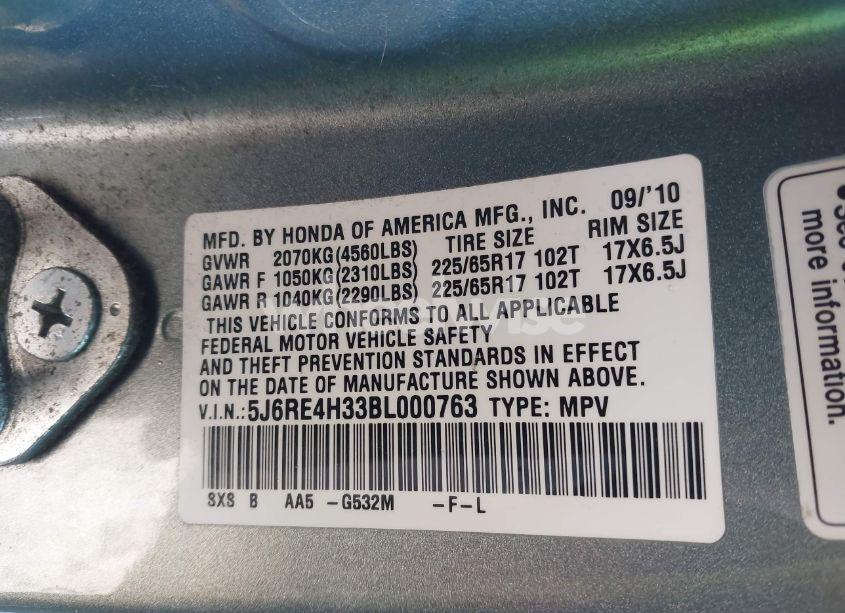 MFD. BY HONDA OF AMERICA MFG., INC. 09/'10
GVWR 2070KG(4560LBS) TIRE SIZE RIM SIZE
GAWR F 1050KG(2310LBS) 225/65R17 102T 17X6.5J
GAWR R 1040KG(2290LBS) 225/65R17 102T 17X6.5J
THIS VEHICLE CONFORMS TO ALL APPLICABLE
FEDERAL MOTOR VEHICLE SAFETY
AND THEFT PREVENTION STANDARDS IN EFFECT
ON THE DATE OF MANUFACTURE SHOWN ABOVE.
V.I.N.: 5J6RE4H33BL000763 TYPE: MPV
SXS B AA5 -G532M -F-L
more information.